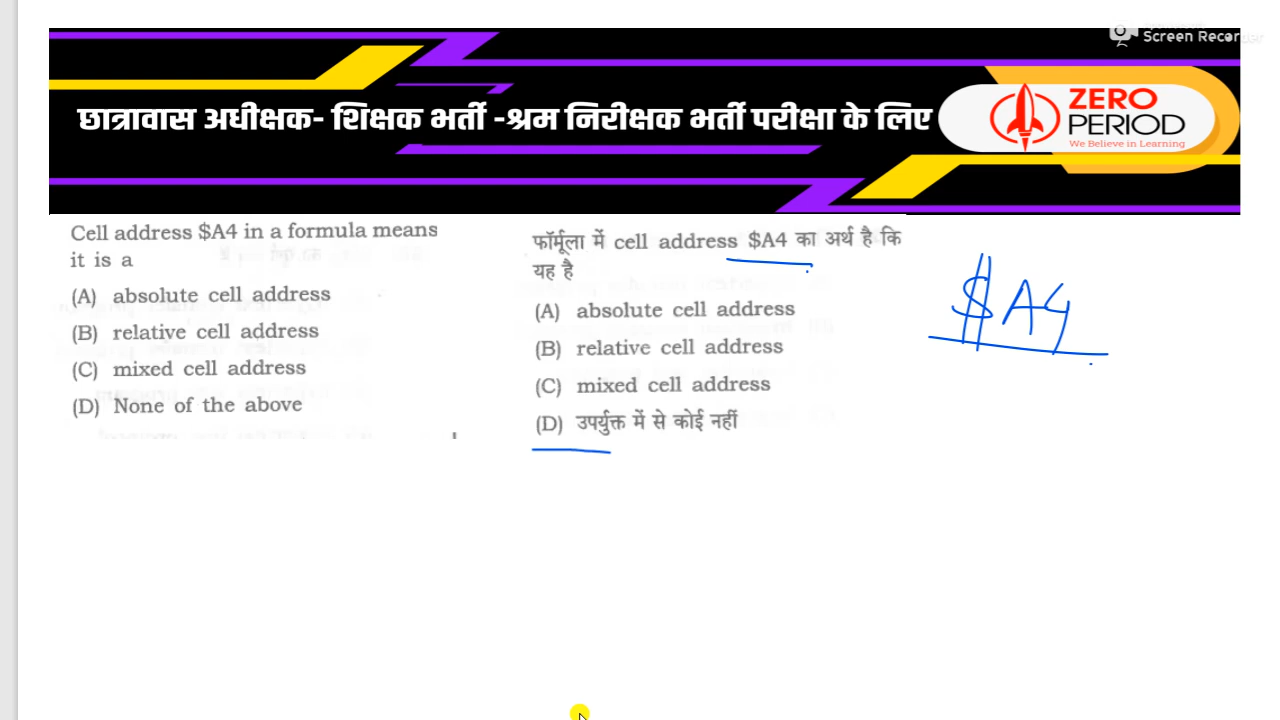 Screen Recorder
छात्रावास अधीक्षक- शिक्षक भर्ती -श्रम निरीक्षक भर्ती परीक्षा के लिए
ZERO
PERIOD
We Believe in Learning
Cell address $A4 in a formula means
it is a
(A) absolute cell address
(B) relative cell address
(C) mixed cell address
(D) None of the above
फॉर्मूला में cell address $A4 का अर्थ है कि
यह है
(A) absolute cell address
(B) relative cell address
(C) mixed cell address
(D) उपर्युक्त में से कोई नहीं
$A4